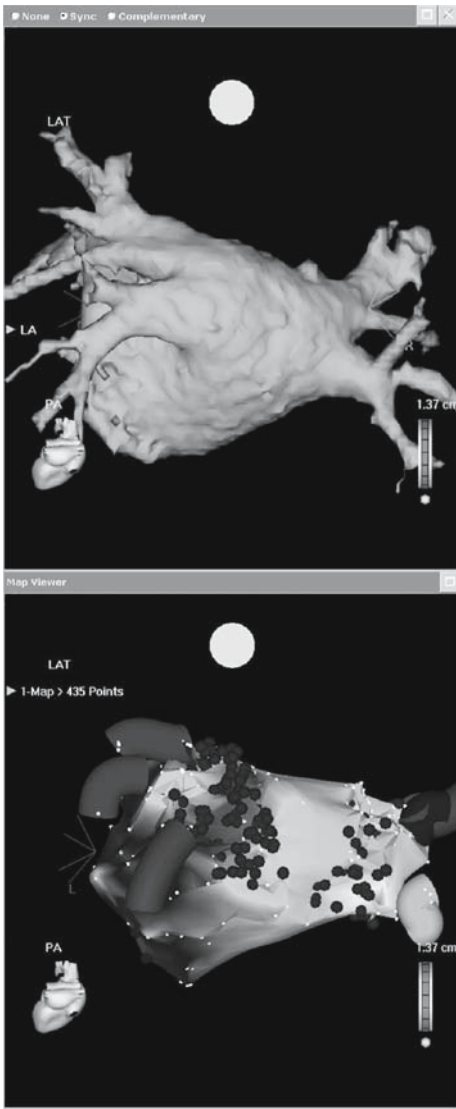 None Sync Complementary
LAT
LA
R
PA
1.37 cm
Map Viewer
LAT
1-Map > 435 Points
L
PA
1.37 cm